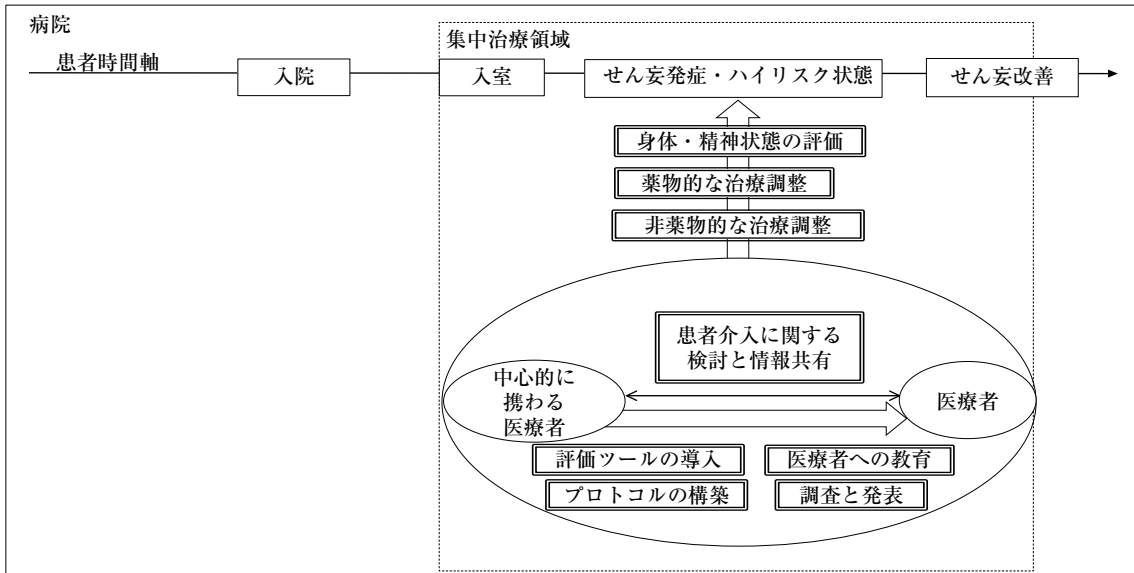 病院
集中治療領域
患者時間軸
入院
入室
せん妄発症・ハイリスク状態
せん妄改善
身体・精神状態の評価
薬物的な治療調整
非薬物的な治療調整
患者介入に関する
検討と情報共有
中心的に
携わる
医療者
医療者
評価ツールの導入
医療者への教育
プロトコルの構築
調査と発表